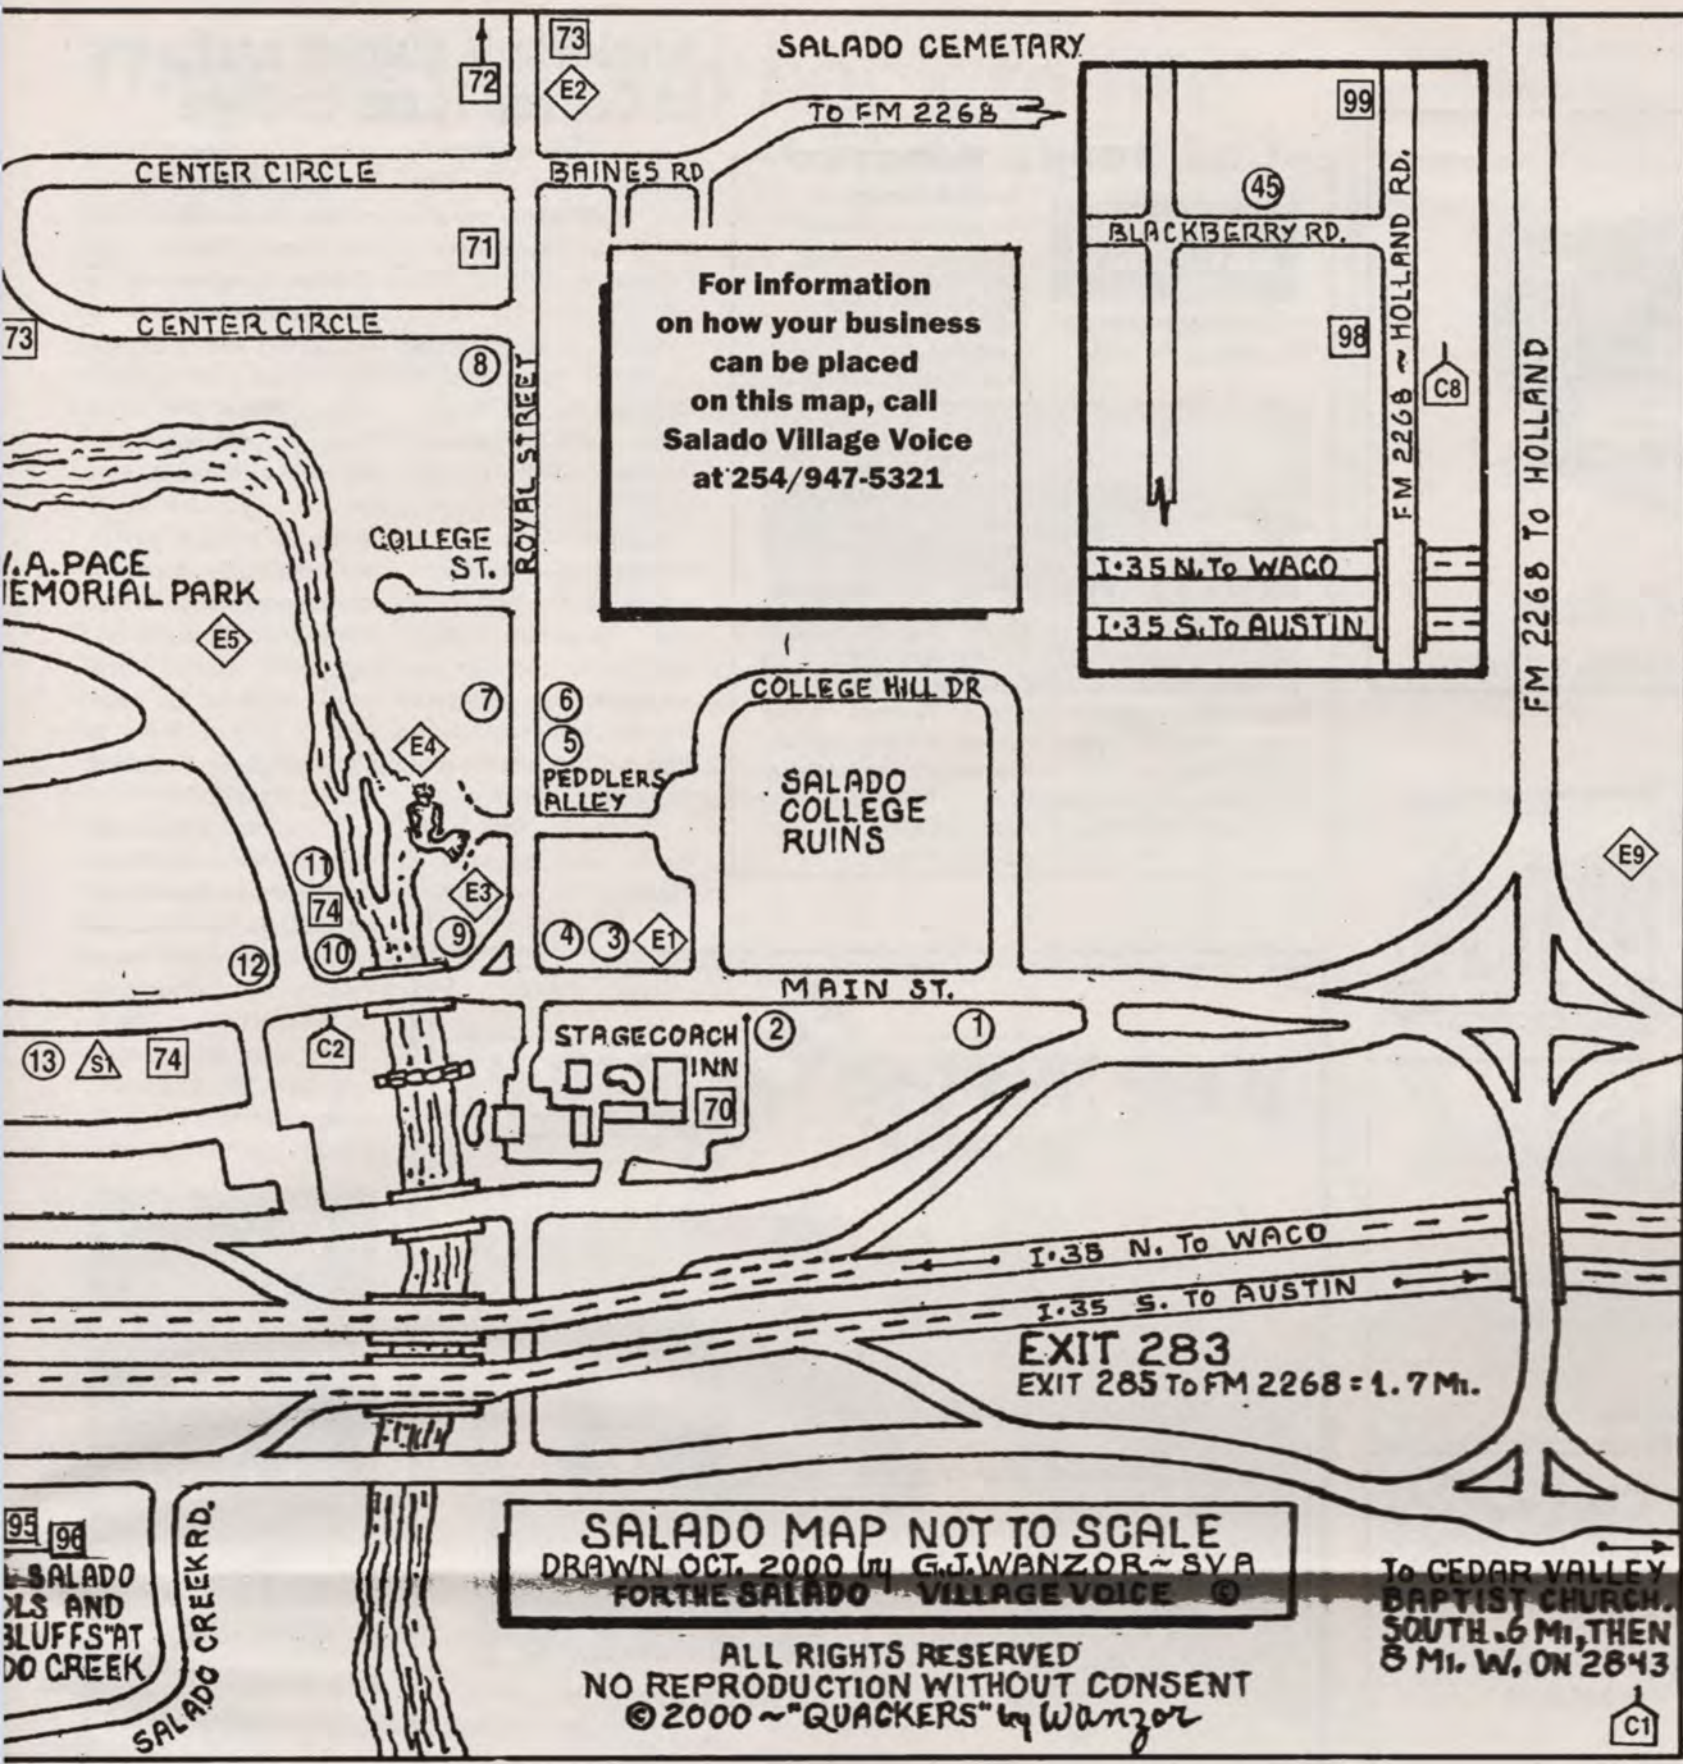 SALADO CEMETARY
73
72
E2
TO FM 2268
CENTER CIRCLE
BAINES RD
71
CENTER CIRCLE
73
8
ROYAL STREET
For information
on how your business
can be placed
on this map, call
Salado Village Voice
at 254/947-5321
99
45
BLACKBERRY RD.
98
FM 2268 ~ HOLLAND RD.
C8
I·35 N. TO WACO
I·35 S. TO AUSTIN
FM 2268 TO HOLLAND
COLLEGE
ST.
.A. PACE
EMORIAL PARK
E5
7
6
5
E4
PEDDLERS
ALLEY
COLLEGE HILL DR
SALADO
COLLEGE
RUINS
E9
11
74
10
E3
9
4
3
E1
12
MAIN ST.
13
S1
74
C2
STAGECOACH
INN
70
2
1
I·35 N. TO WACO
I·35 S. TO AUSTIN
EXIT 283
EXIT 285 TO FM 2268 = 1.7 MI.
95
96
SALADO
LS AND
BLUFFS" AT
DO CREEK
SALADO CREEK RD.
SALADO MAP NOT TO SCALE
DRAWN OCT. 2000 by G.J. WANZOR ~ SVA
FOR THE SALADO VILLAGE VOICE ©
ALL RIGHTS RESERVED
NO REPRODUCTION WITHOUT CONSENT
© 2000 ~ "QUACKERS" by Wanzor
TO CEDAR VALLEY
BAPTIST CHURCH.
SOUTH .6 MI, THEN
8 MI. W. ON 2843
C1